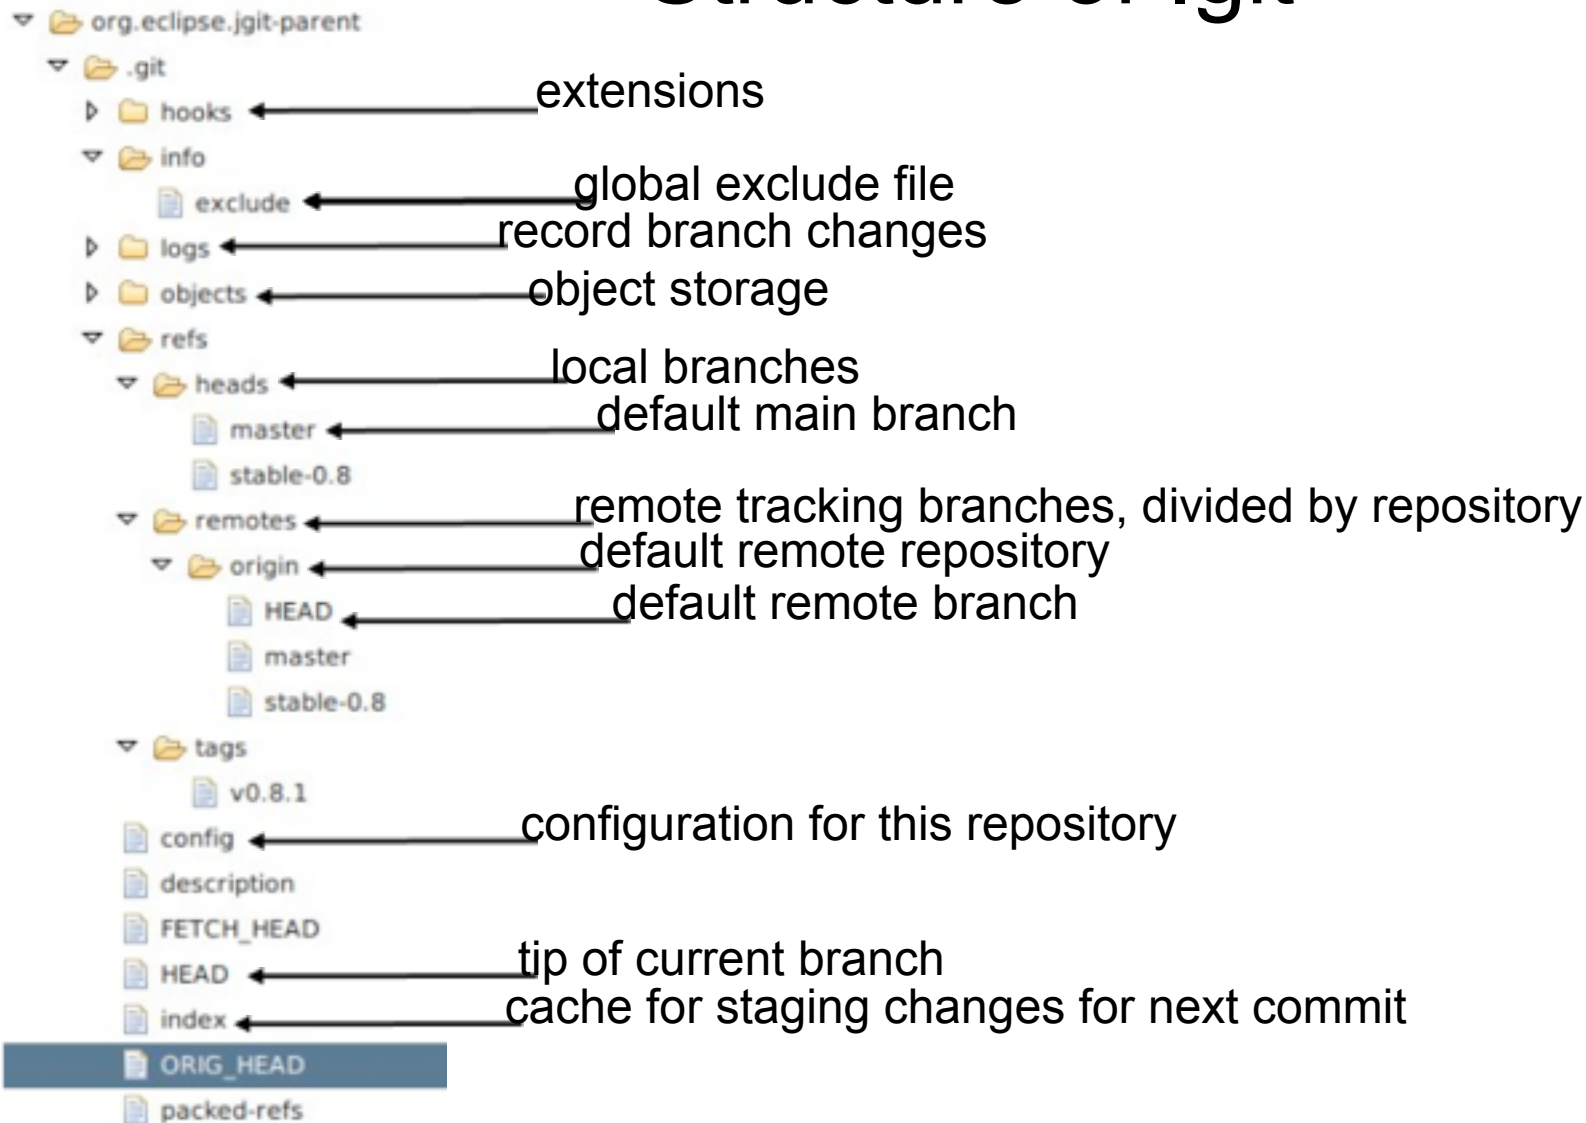 Structure of .git
org.eclipse.jgit-parent
.git
hooks extensions
info
exclude global exclude file
logs record branch changes
objects object storage
refs
heads local branches
master default main branch
stable-0.8
remotes remote tracking branches, divided by repository
origin default remote repository
HEAD default remote branch
master
stable-0.8
tags
v0.8.1
config configuration for this repository
description
FETCH_HEAD
HEAD tip of current branch
index cache for staging changes for next commit
ORIG_HEAD
packed-refs